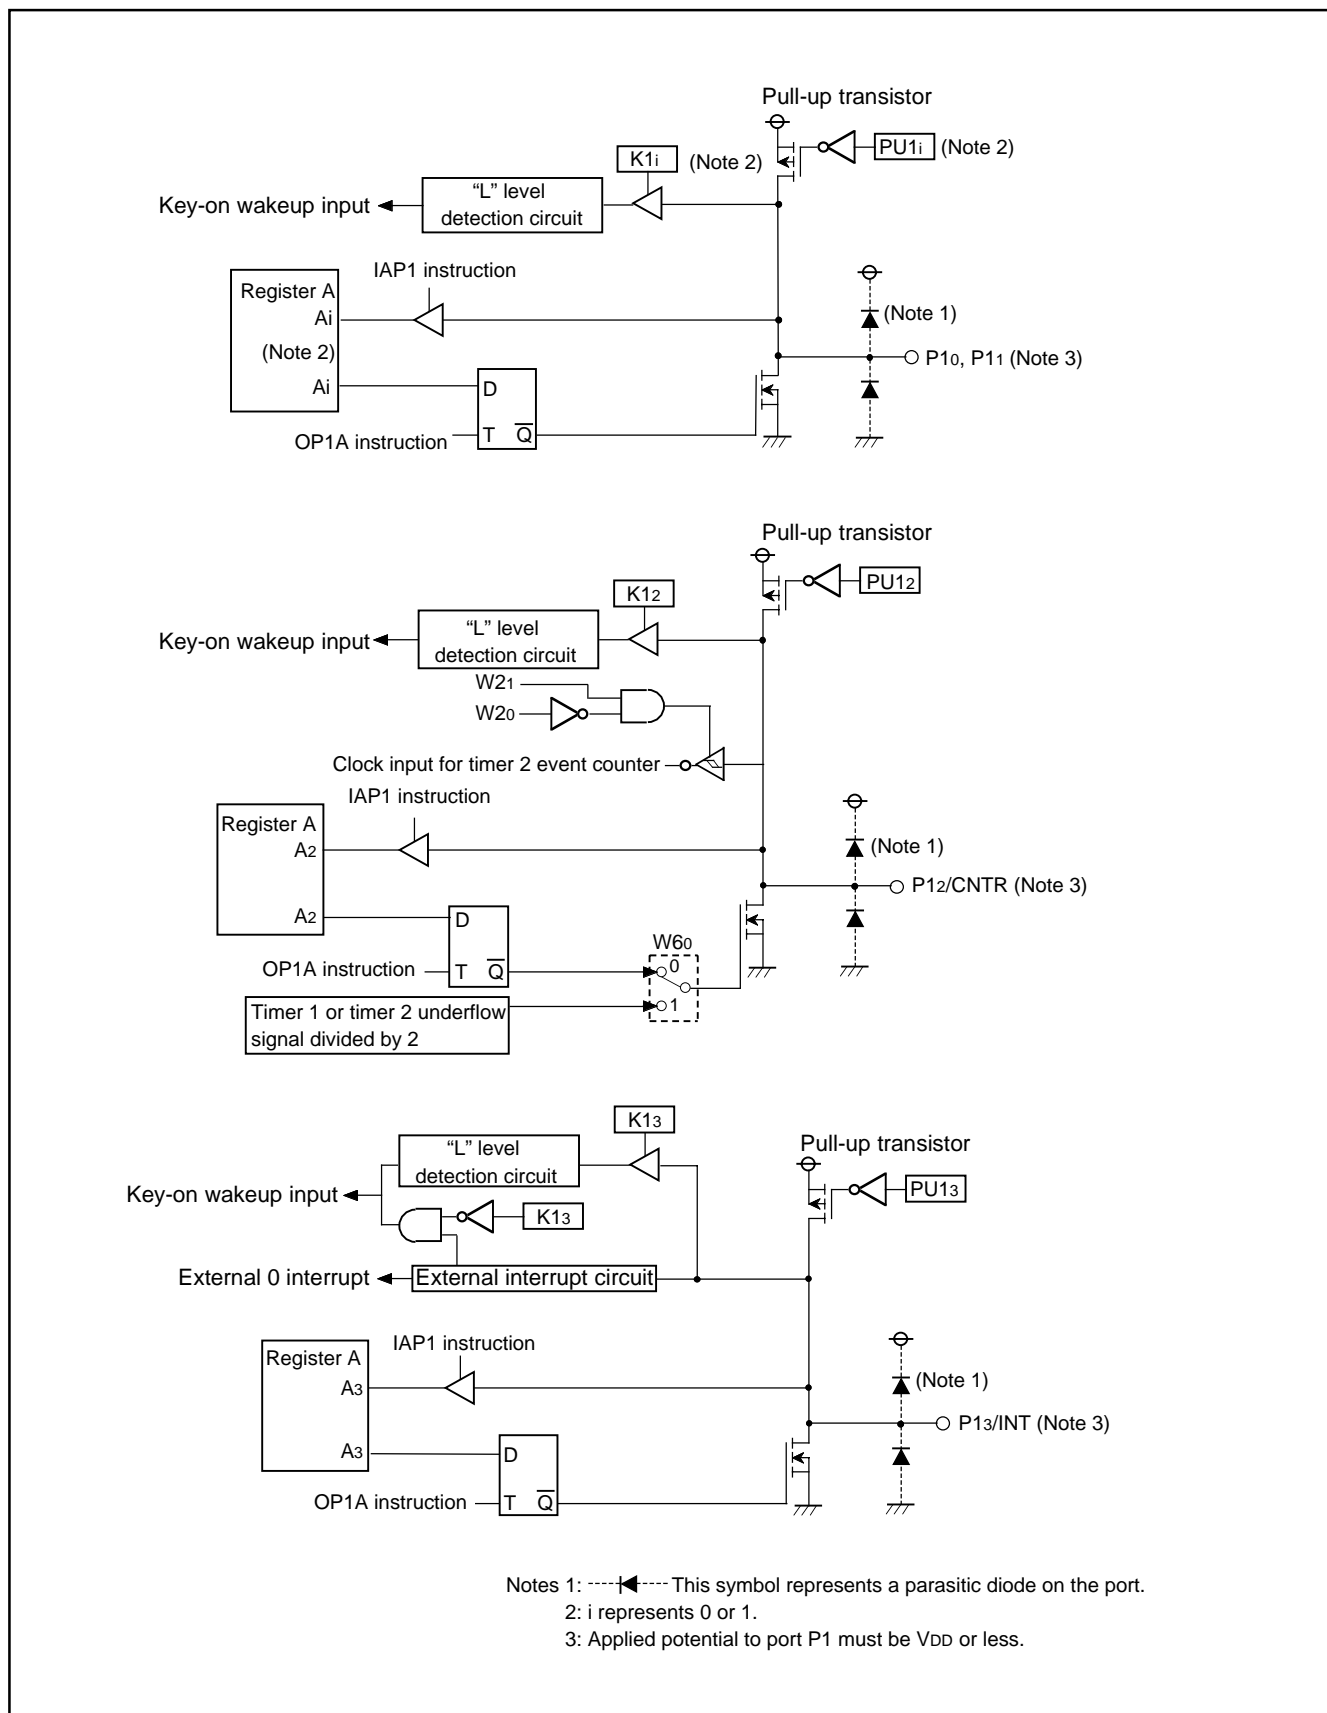 Pull-up transistor
K1i
(Note 2)
PU1i
(Note 2)
Key-on wakeup input
“L” level
detection circuit
IAP1 instruction
Register A
Ai
(Note 2)
Ai
D
T Q̅
OP1A instruction
(Note 1)
P10, P11 (Note 3)
Pull-up transistor
K12
PU12
Key-on wakeup input
“L” level
detection circuit
W21
W20
Clock input for timer 2 event counter
IAP1 instruction
Register A
A2
A2
D
T Q̅
OP1A instruction
W60
0
1
Timer 1 or timer 2 underflow
signal divided by 2
(Note 1)
P12/CNTR (Note 3)
K13
Pull-up transistor
“L” level
detection circuit
PU13
Key-on wakeup input
K13
External 0 interrupt
External interrupt circuit
IAP1 instruction
Register A
A3
A3
D
T Q̅
OP1A instruction
(Note 1)
P13/INT (Note 3)
Notes 1: This symbol represents a parasitic diode on the port.
2: i represents 0 or 1.
3: Applied potential to port P1 must be VDD or less.